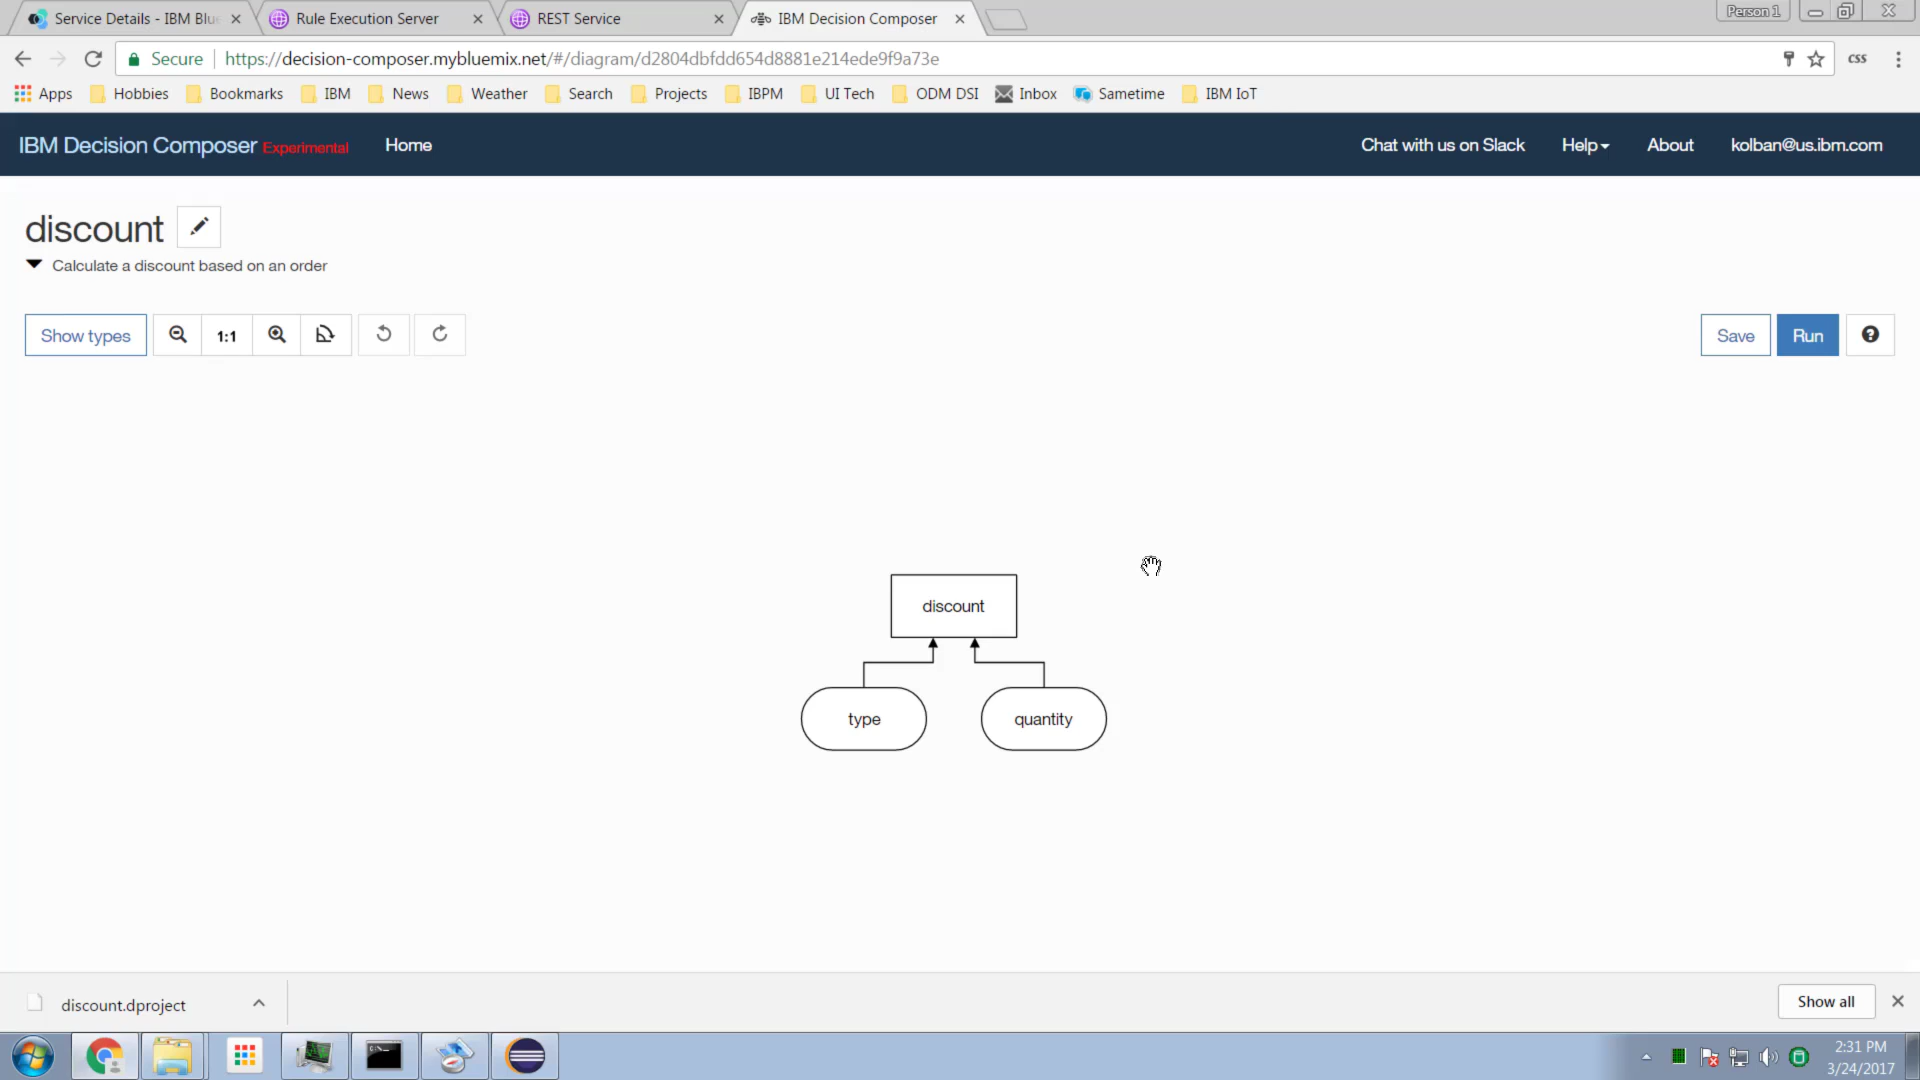 Service Details - IBM Blu
Rule Execution Server
REST Service
IBM Decision Composer
Person 1
Secure
https://decision-composer.mybluemix.net/#/diagram/d2804dbfdd654d8881e214ede9f9a73e
CSS
Apps
Hobbies
Bookmarks
IBM
News
Weather
Search
Projects
IBPM
UI Tech
ODM DSI
Inbox
Sametime
IBM IoT
IBM Decision Composer Experimental
Home
Chat with us on Slack
Help
About
kolban@us.ibm.com
discount
Calculate a discount based on an order
Show types
1:1
Save
Run
discount
type
quantity
discount.dproject
Show all
2:31 PM
3/24/2017